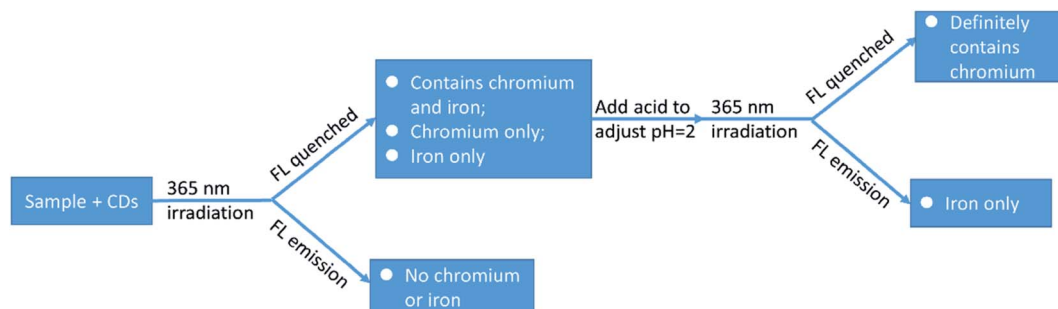 Sample + CDs
365 nm
irradiation
FL quenched
FL emission
Contains chromium
and iron;
Chromium only;
Iron only
No chromium
or iron
Add acid to
adjust pH=2
365 nm
irradiation
FL quenched
FL emission
Definitely
contains
chromium
Iron only